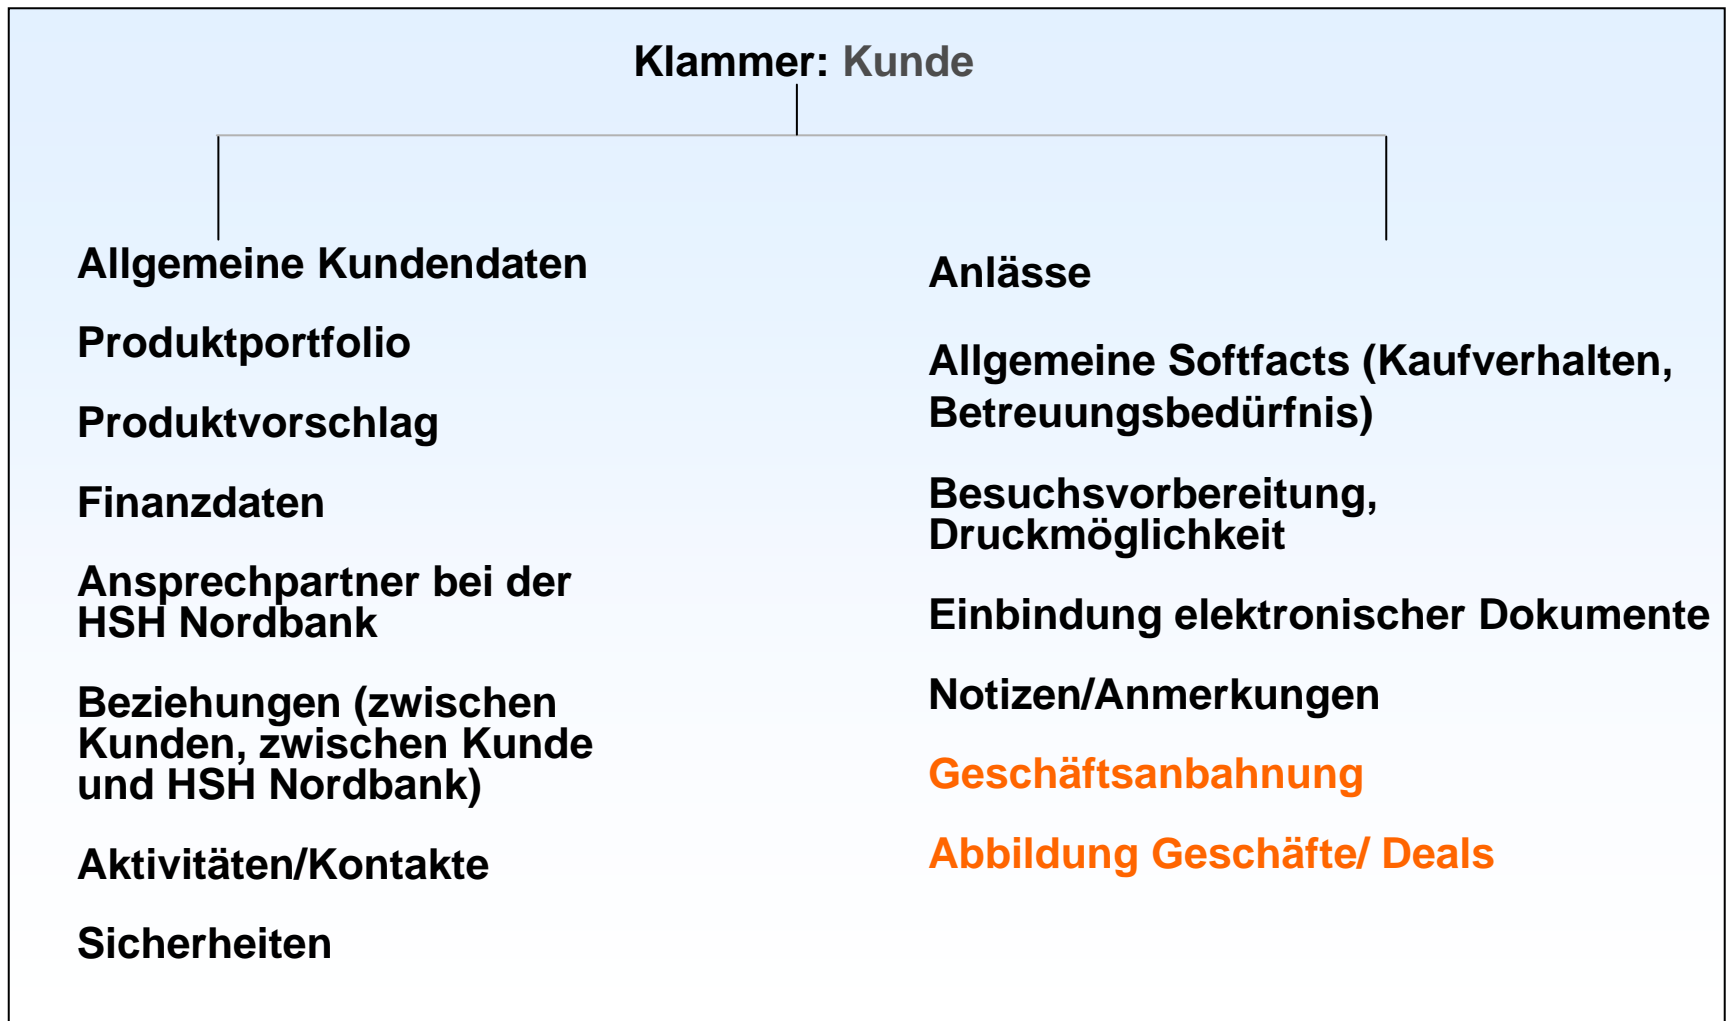 Klammer: Kunde
Allgemeine Kundendaten
Produktportfolio
Produktvorschlag
Finanzdaten
Ansprechpartner bei der
HSH Nordbank
Beziehungen (zwischen
Kunden, zwischen Kunde
und HSH Nordbank)
Aktivitäten/Kontakte
Sicherheiten
Anlässe
Allgemeine Softfacts (Kaufverhalten,
Betreuungsbedürfnis)
Besuchsvorbereitung,
Druckmöglichkeit
Einbindung elektronischer Dokumente
Notizen/Anmerkungen
Geschäftsanbahnung
Abbildung Geschäfte/ Deals